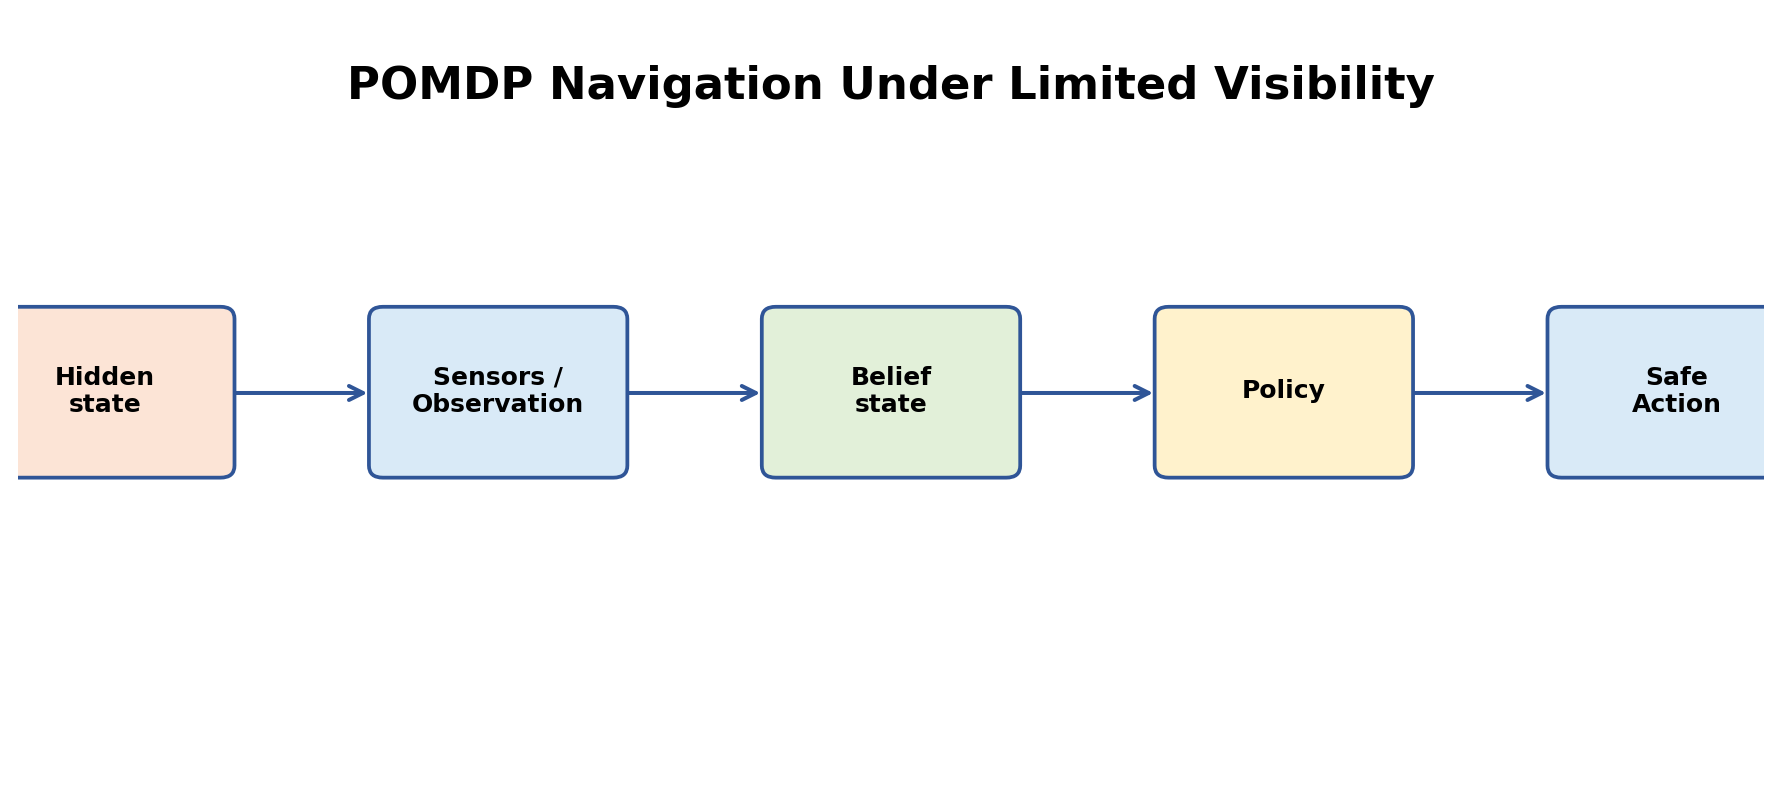 POMDP Navigation Under Limited Visibility
Hidden
state
Sensors /
Observation
Belief
state
Policy
Safe
Action